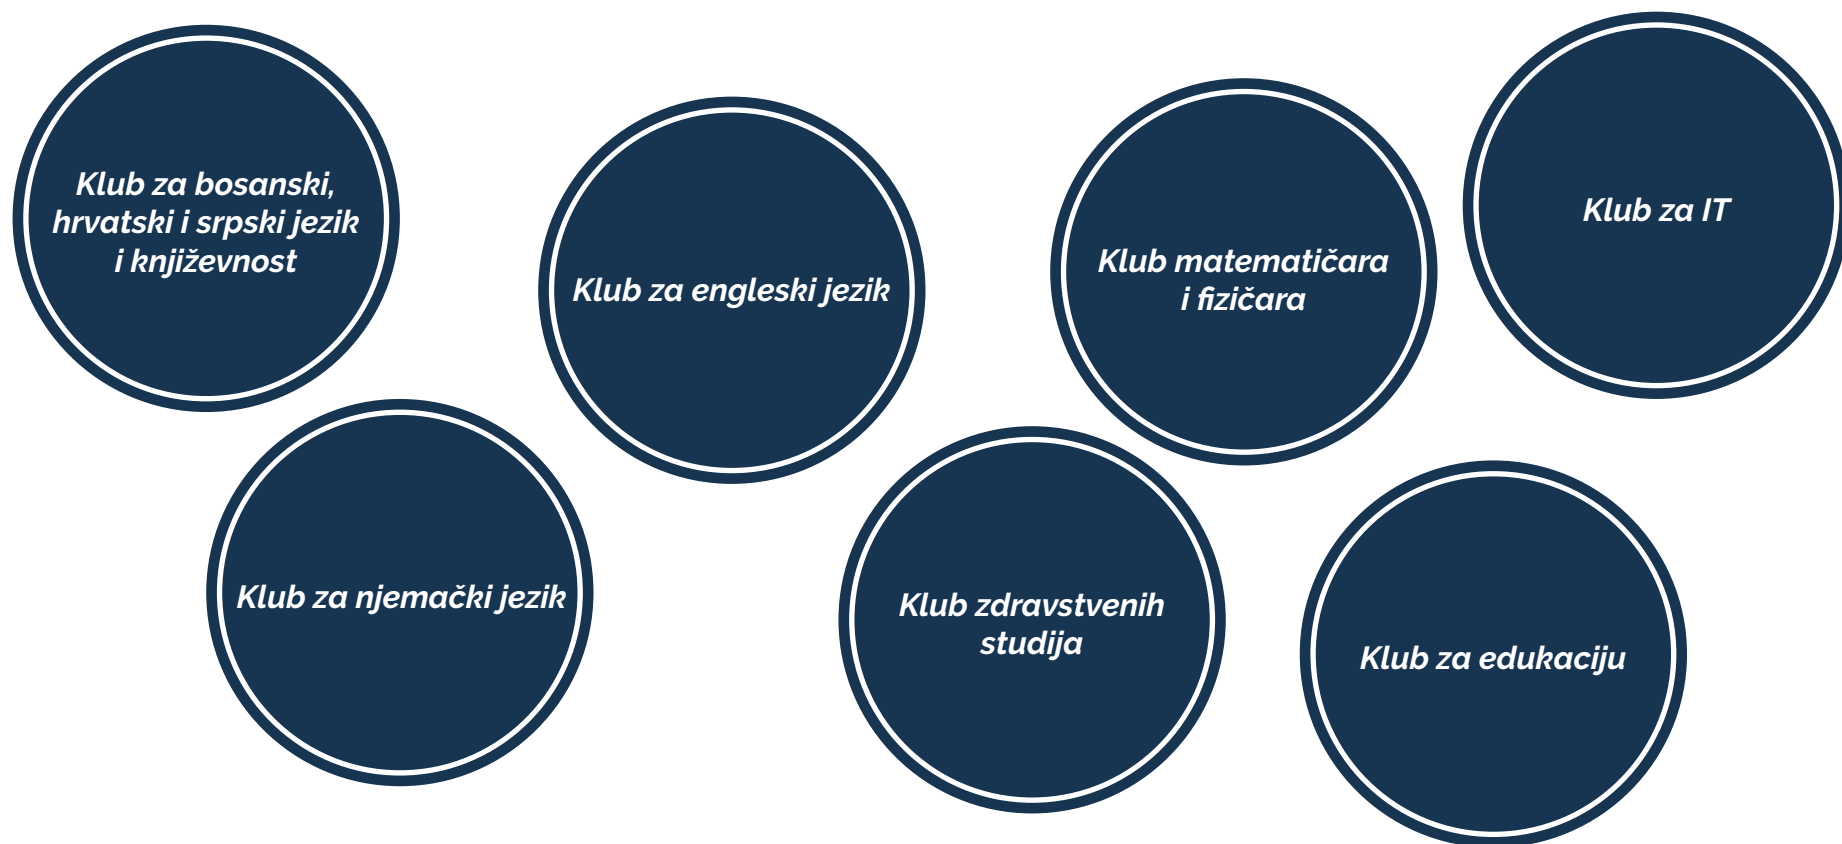 Klub za bosanski,
hrvatski i srpski jezik
i književnost
Klub za engleski jezik
Klub matematičara
i fizičara
Klub za IT
Klub za njemački jezik
Klub zdravstvenih
studija
Klub za edukaciju